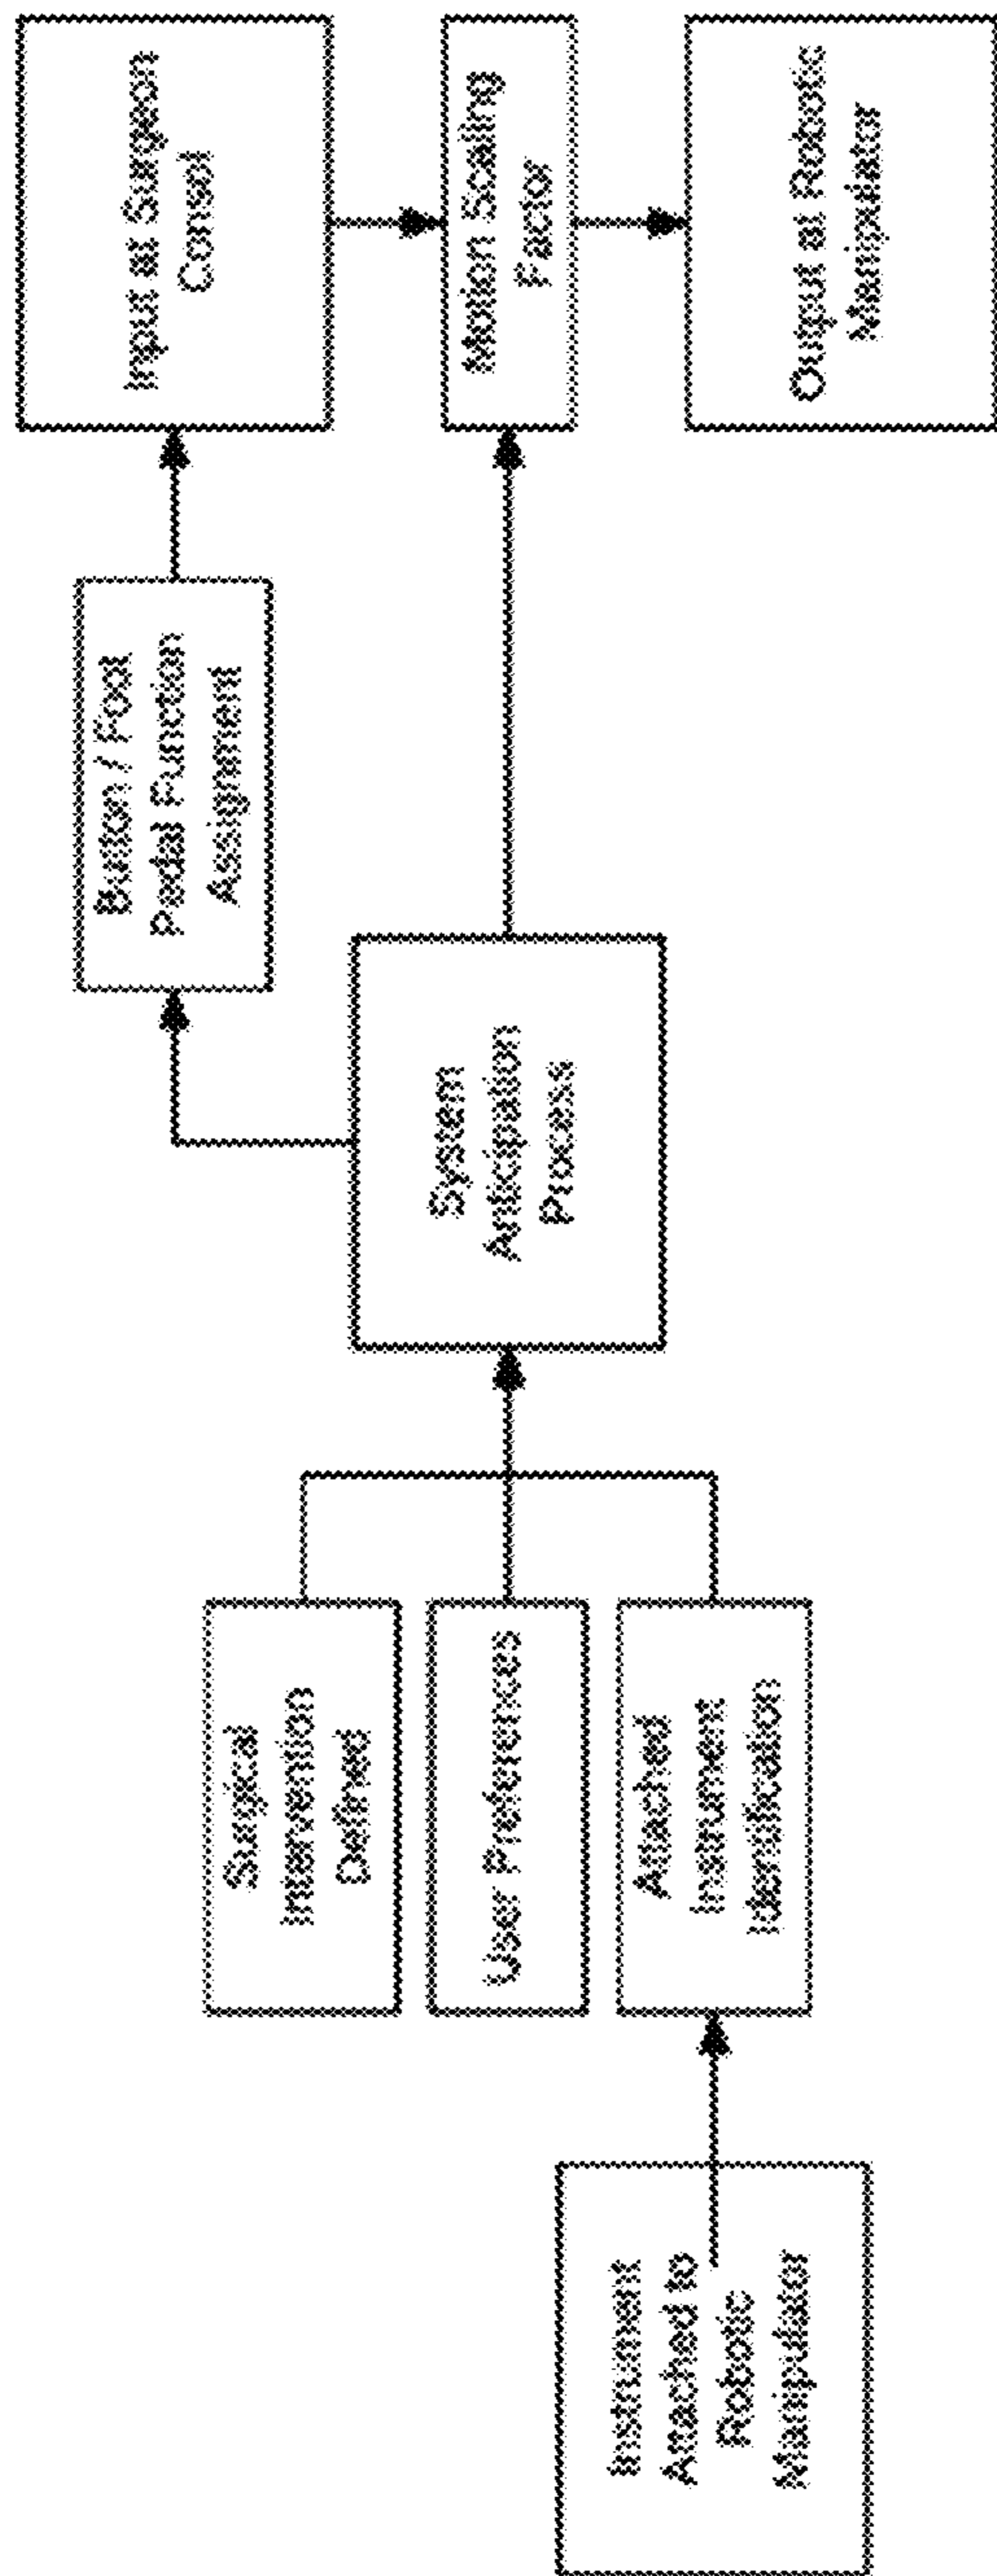 Instrument
Attached to
Robotic
Manipulator
Surgical
Intervention
Defined
User Preferences
Attached
Instrument
Identification
System
Anticipation
Process
Button / Foot
Pedal Function
Assignment
Input at Surgeon
Consol
Motion Scaling
Factor
Output at Robotic
Manipulator